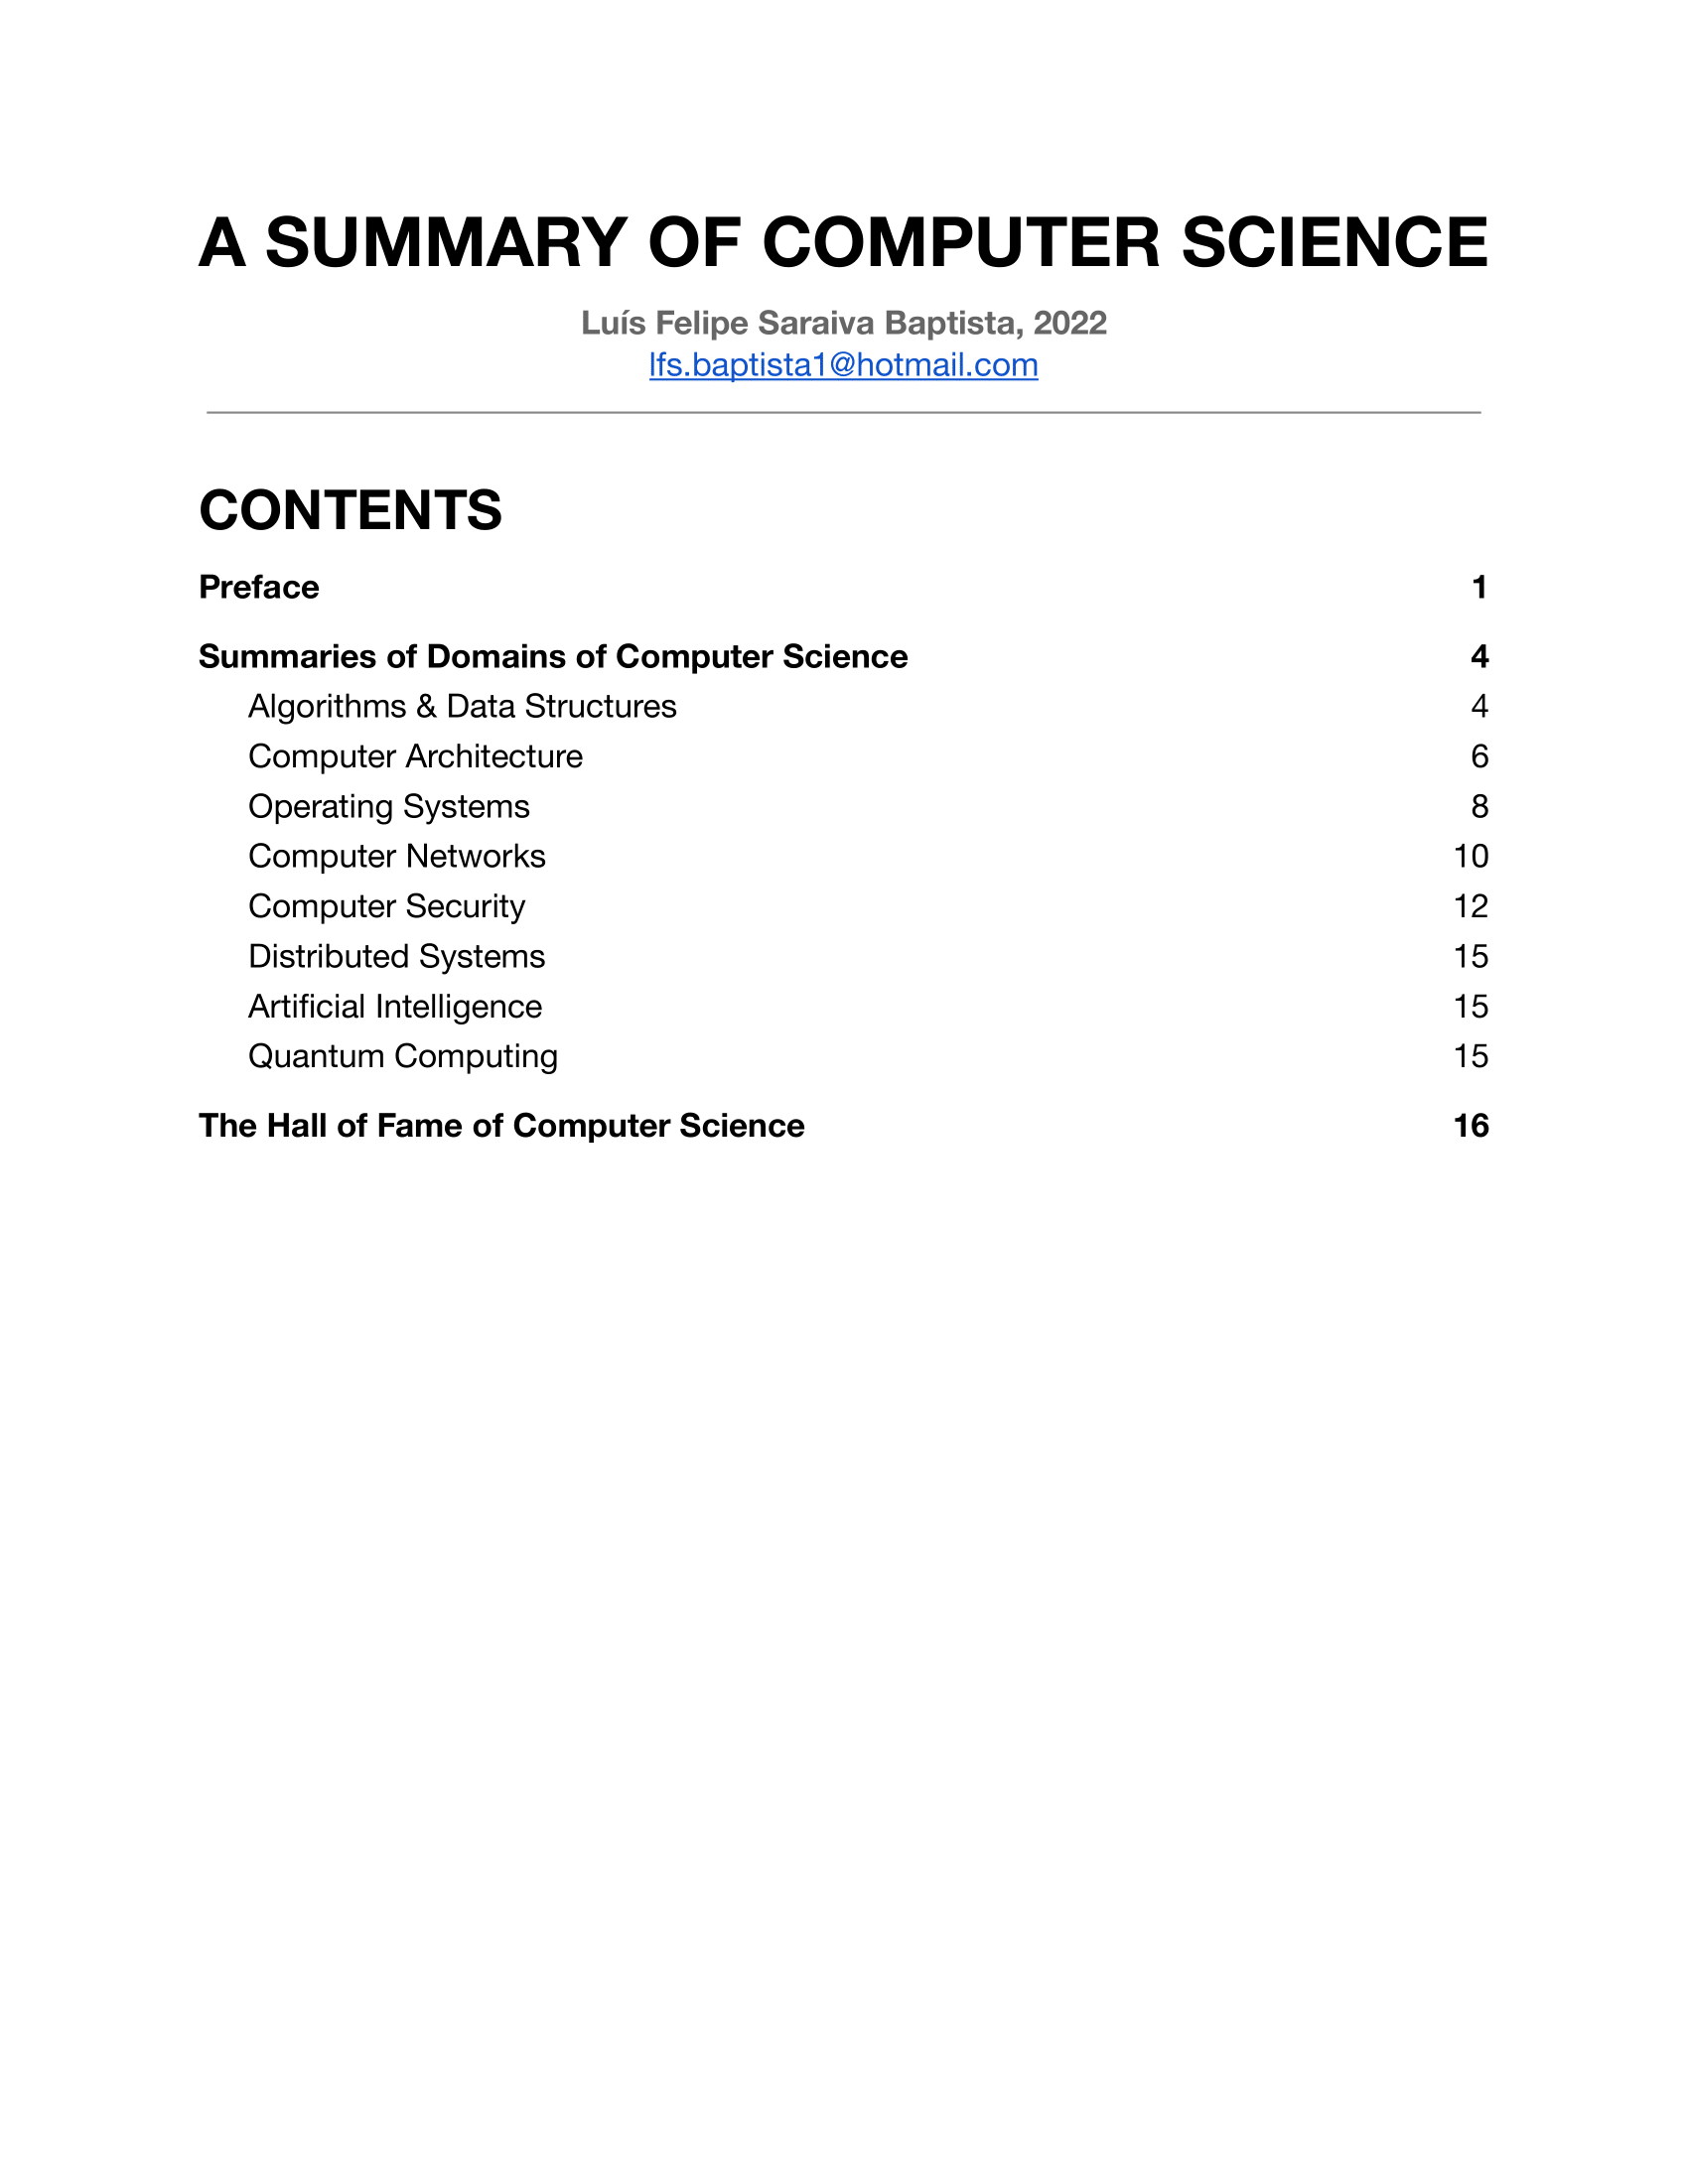 A SUMMARY OF COMPUTER SCIENCE
Luís Felipe Saraiva Baptista, 2022
lfs.baptista1@hotmail.com
CONTENTS
Preface 1
Summaries of Domains of Computer Science 4
Algorithms & Data Structures 4
Computer Architecture 6
Operating Systems 8
Computer Networks 10
Computer Security 12
Distributed Systems 15
Artificial Intelligence 15
Quantum Computing 15
The Hall of Fame of Computer Science 16